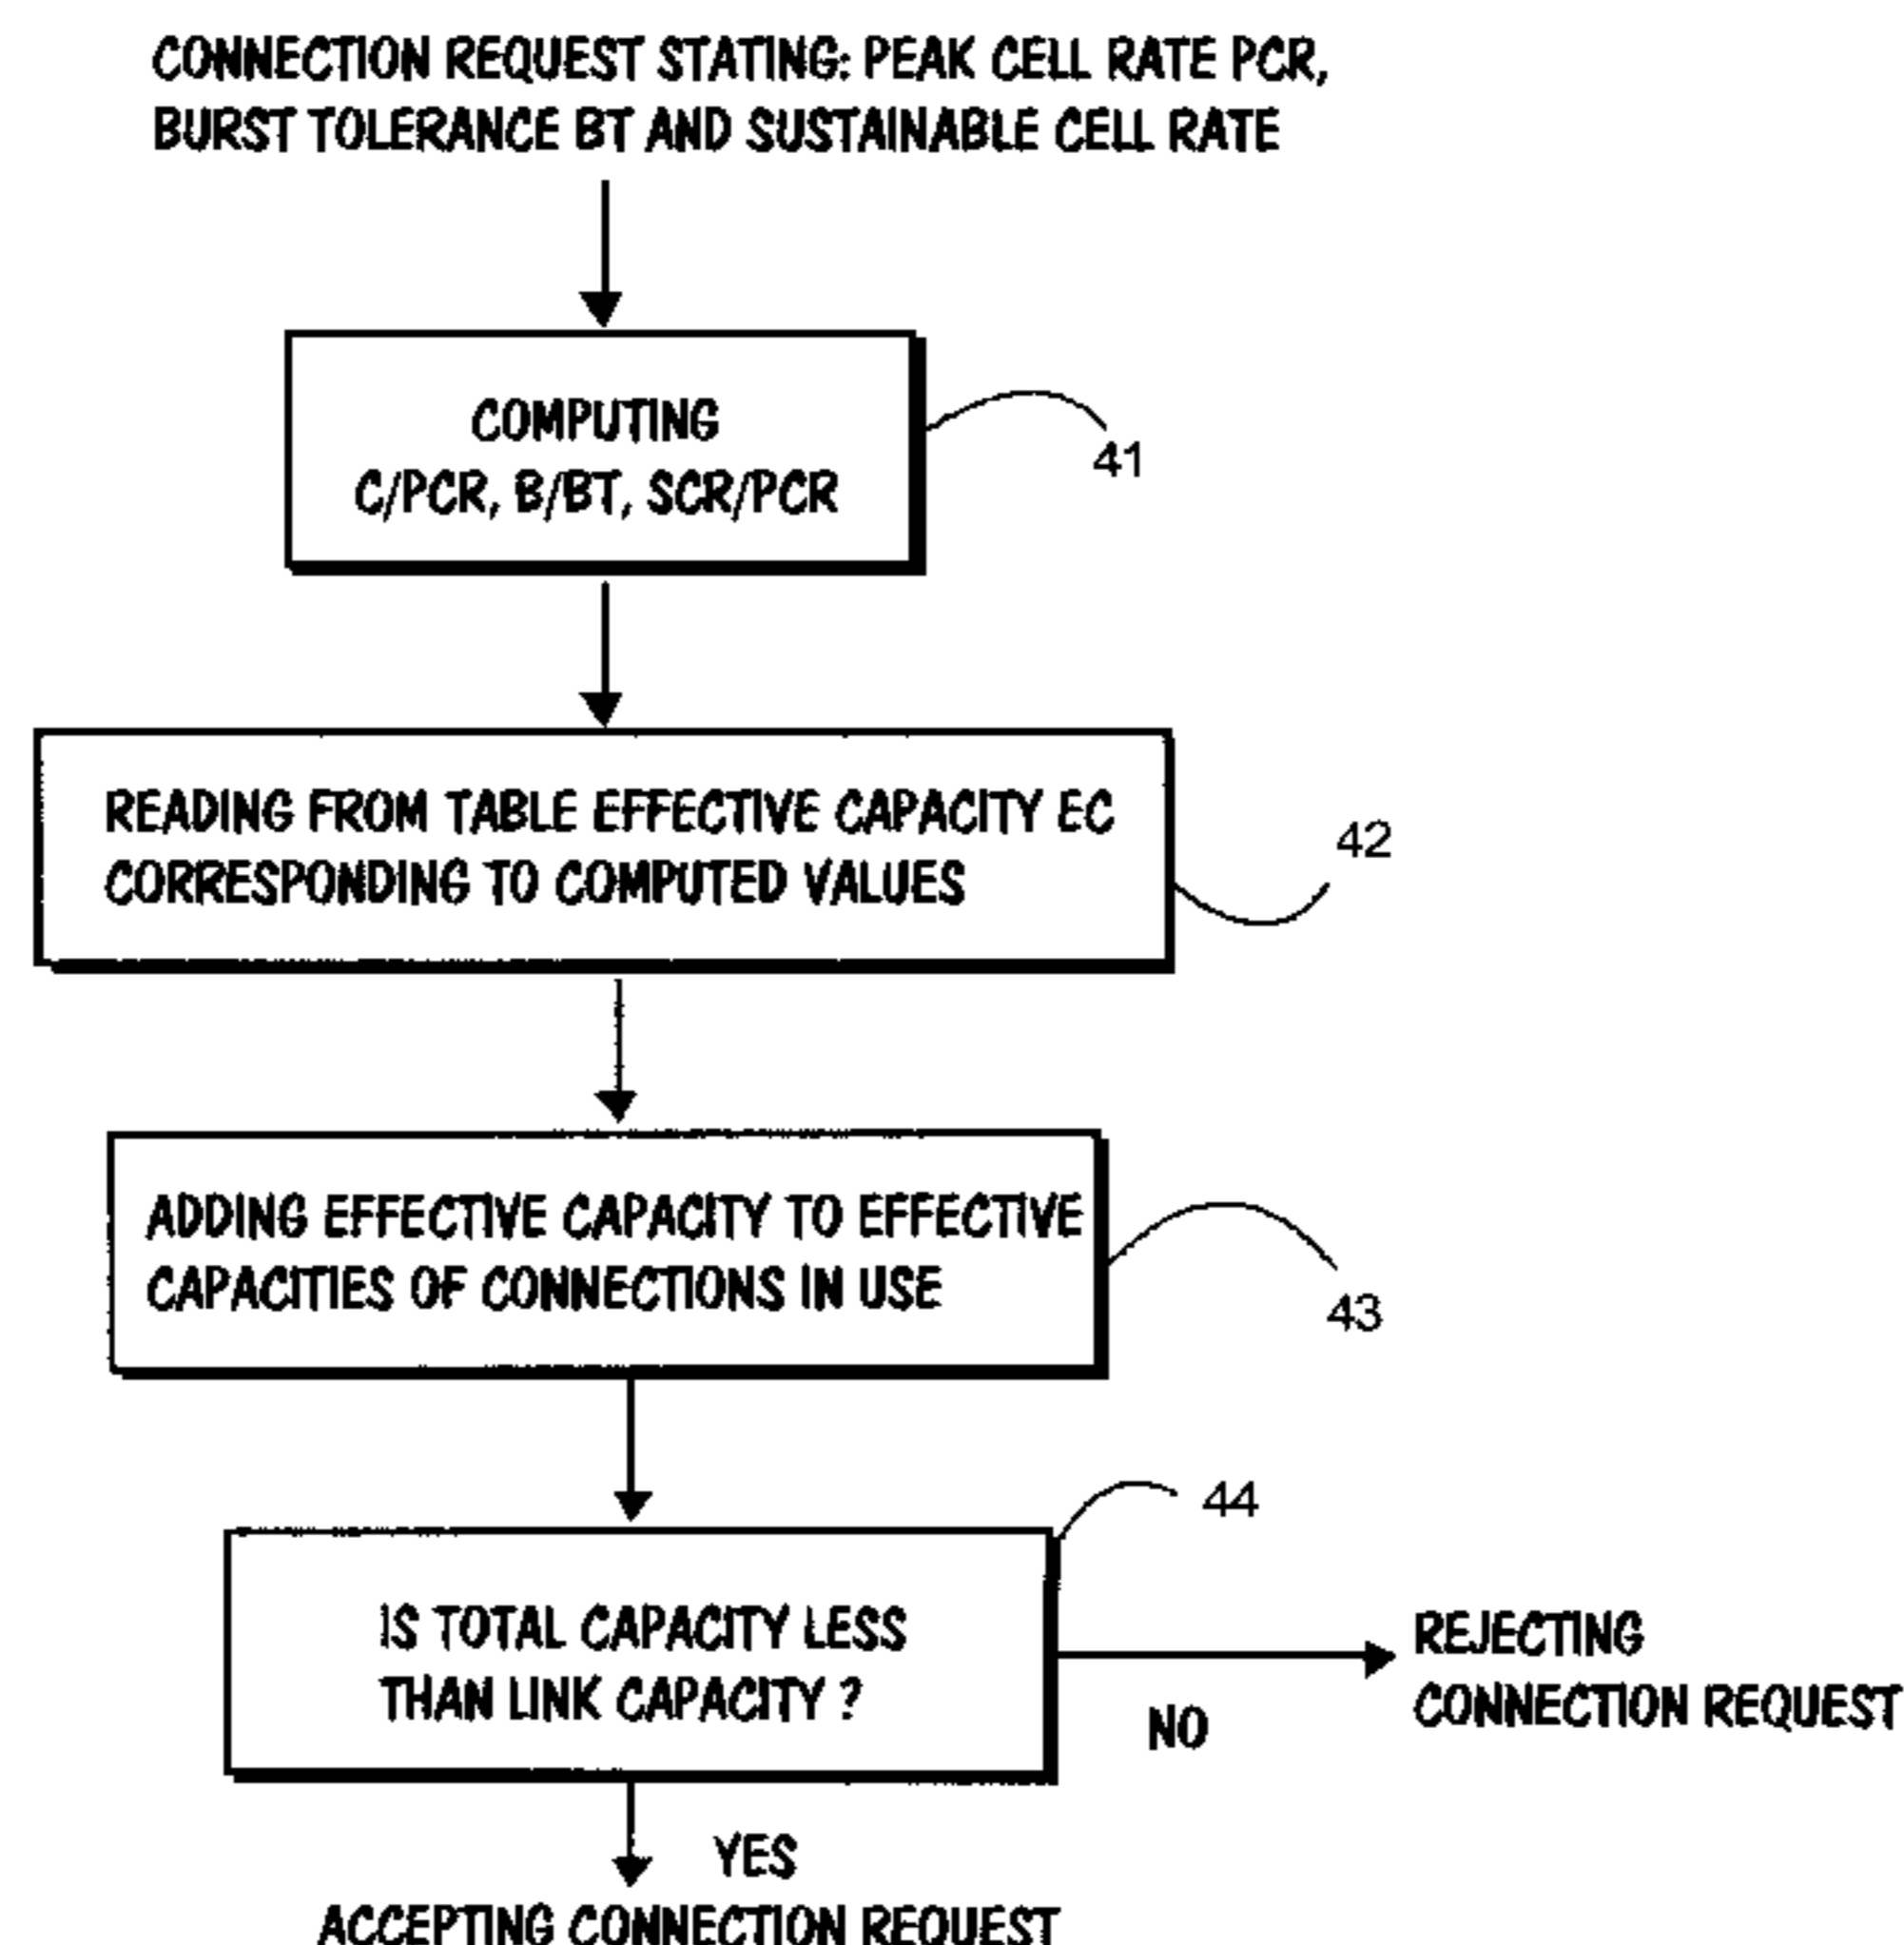 CONNECTION REQUEST STATING: PEAK CELL RATE PCR,
BURST TOLERANCE BT AND SUSTAINABLE CELL RATE
COMPUTING
C/PCR, B/BT, SCR/PCR
41
READING FROM TABLE EFFECTIVE CAPACITY EC
CORRESPONDING TO COMPUTED VALUES
42
ADDING EFFECTIVE CAPACITY TO EFFECTIVE
CAPACITIES OF CONNECTIONS IN USE
43
44
IS TOTAL CAPACITY LESS
THAN LINK CAPACITY ?
NO
REJECTING
CONNECTION REQUEST
YES
ACCEPTING CONNECTION REQUEST